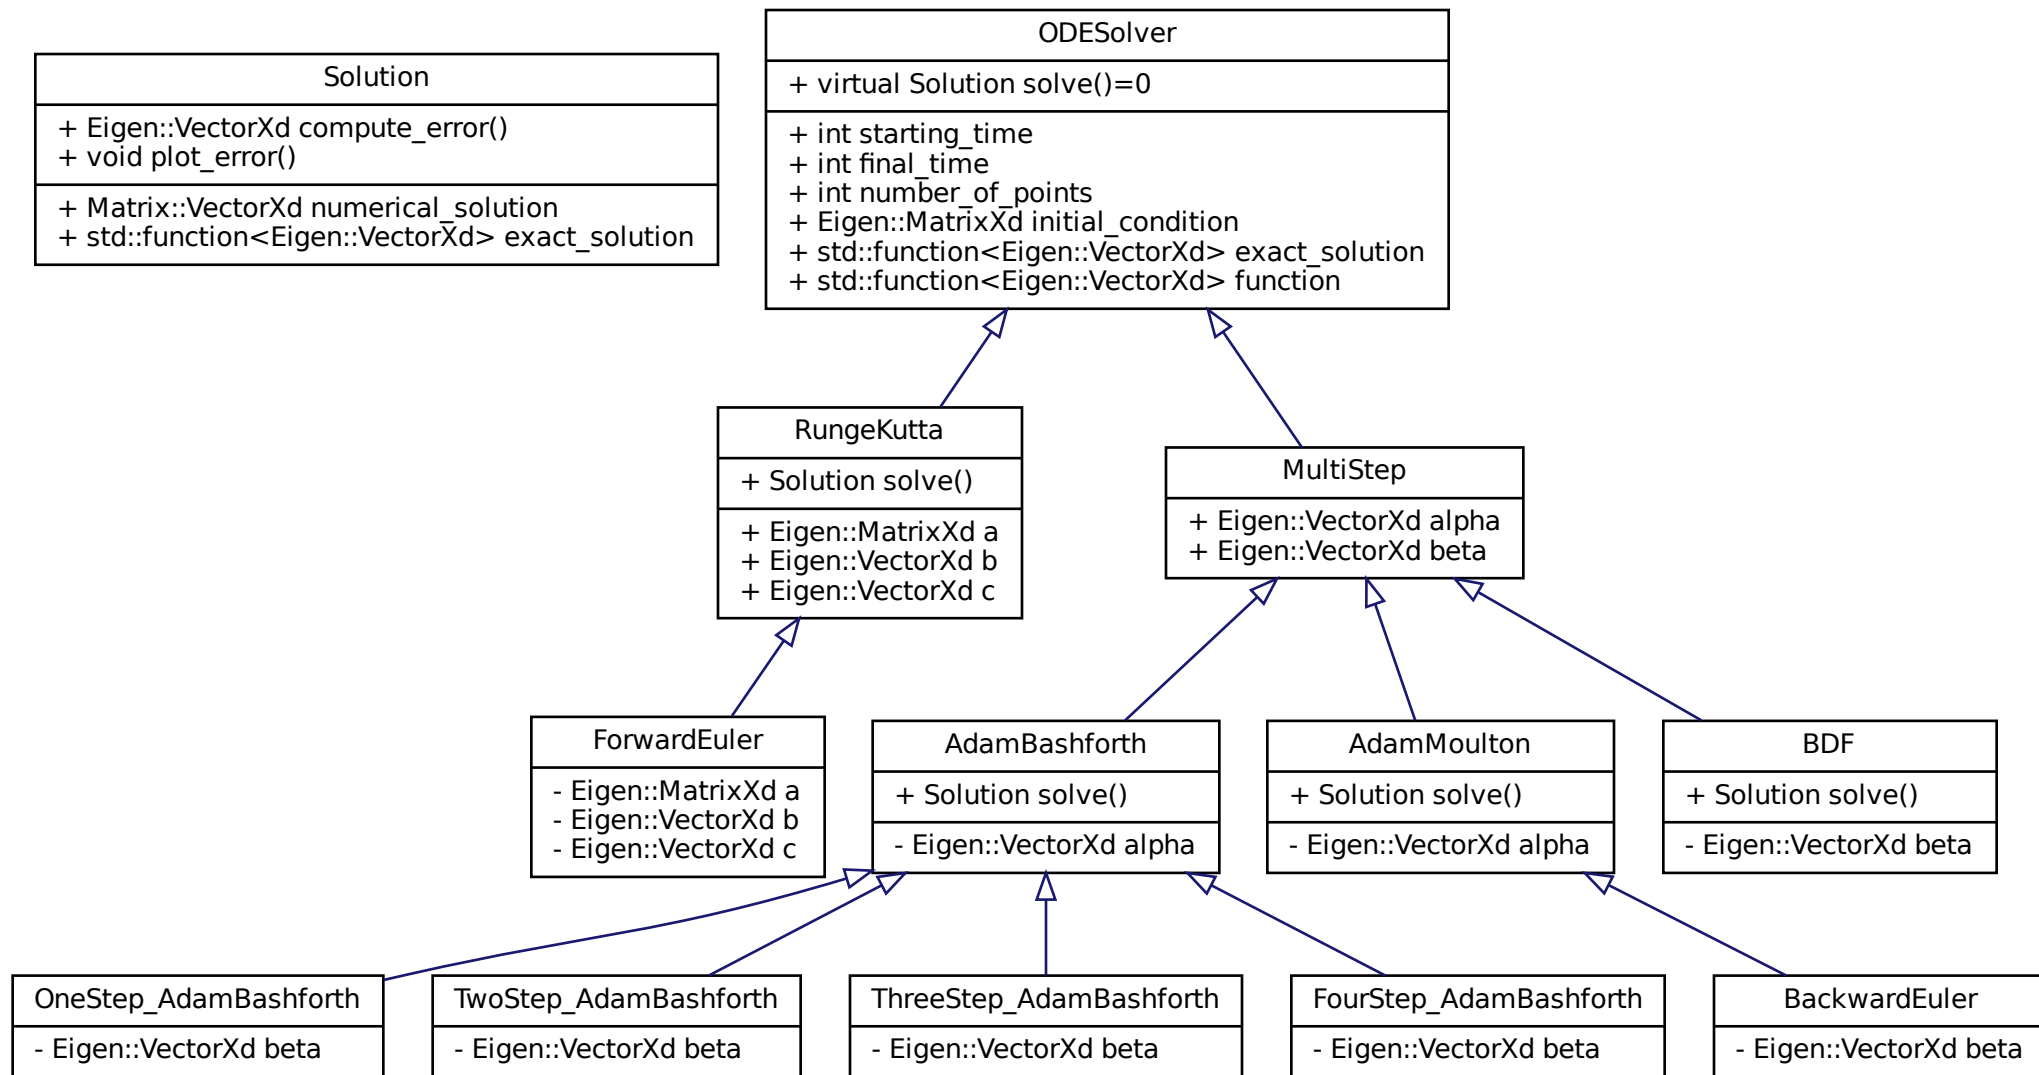 Solution
+ Eigen::VectorXd compute_error()
+ void plot_error()
+ Matrix::VectorXd numerical_solution
+ std::function<Eigen::VectorXd> exact_solution
ODESolver
+ virtual Solution solve()=0
+ int starting_time
+ int final_time
+ int number_of_points
+ Eigen::MatrixXd initial_condition
+ std::function<Eigen::VectorXd> exact_solution
+ std::function<Eigen::VectorXd> function
RungeKutta
+ Solution solve()
+ Eigen::MatrixXd a
+ Eigen::VectorXd b
+ Eigen::VectorXd c
MultiStep
+ Eigen::VectorXd alpha
+ Eigen::VectorXd beta
ForwardEuler
- Eigen::MatrixXd a
- Eigen::VectorXd b
- Eigen::VectorXd c
AdamBashforth
+ Solution solve()
- Eigen::VectorXd alpha
AdamMoulton
+ Solution solve()
- Eigen::VectorXd alpha
BDF
+ Solution solve()
- Eigen::VectorXd beta
OneStep_AdamBashforth
- Eigen::VectorXd beta
TwoStep_AdamBashforth
- Eigen::VectorXd beta
ThreeStep_AdamBashforth
- Eigen::VectorXd beta
FourStep_AdamBashforth
- Eigen::VectorXd beta
BackwardEuler
- Eigen::VectorXd beta